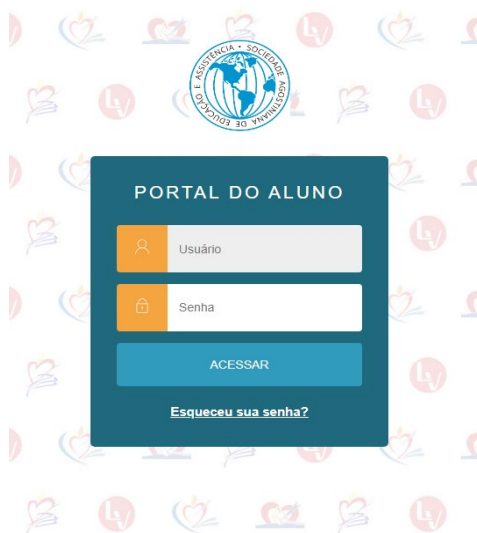 SOCIEDADE AGOSTINIANA DE EDUCAÇÃO E ASSISTÊNCIA •
PORTAL DO ALUNO
Usuário
Senha
ACESSAR
Esqueceu sua senha?